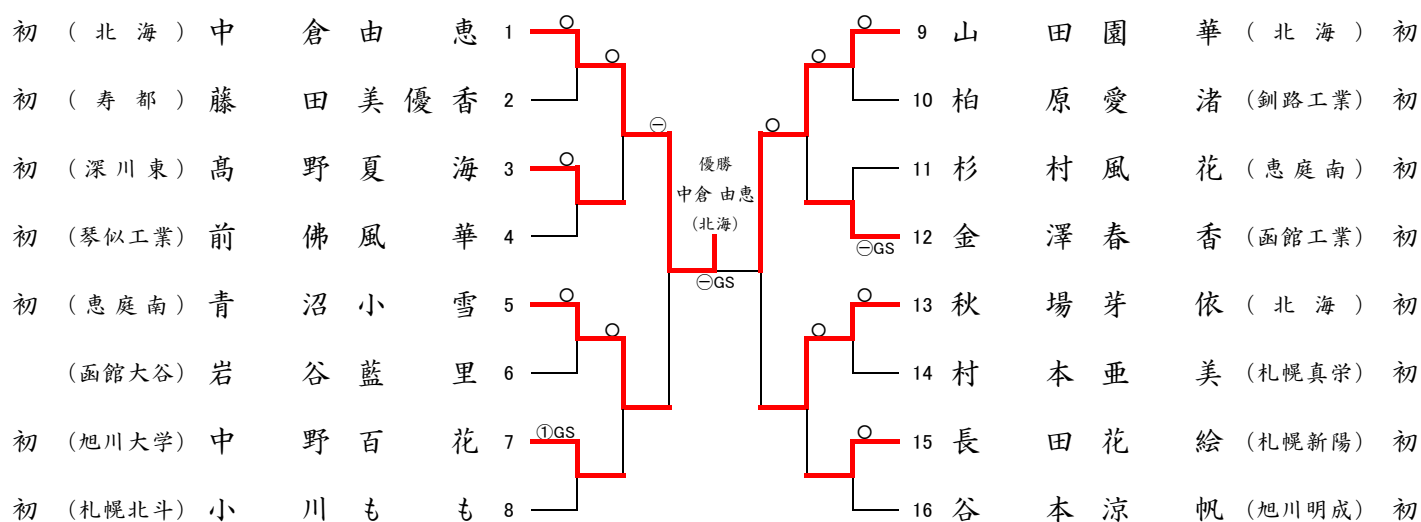 初 (北海) 中倉由恵 1 ○
○
初 (寿都) 藤田美優香 2
㊀
初 (深川東) 髙野夏海 3 ○
初 (琴似工業) 前佛風華 4
初 (恵庭南) 青沼小雪 5 ○
○
(函館大谷) 岩谷藍里 6
初 (旭川大学) 中野百花 7 ①GS
初 (札幌北斗) 小川もも 8
優勝
中倉 由恵
(北海)
㊀GS
○ 9 山田園華 (北海) 初
○
10 柏原愛渚 (釧路工業) 初
○
11 杉村風花 (恵庭南) 初
12 金澤春香 (函館工業) 初
㊀GS
○ 13 秋場芽依 (北海) 初
○
14 村本亜美 (札幌真栄) 初
○ 15 長田花絵 (札幌新陽) 初
16 谷本涼帆 (旭川明成) 初